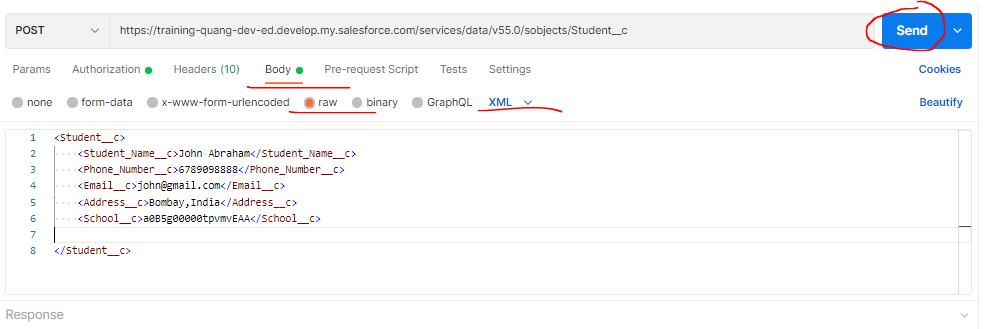 POST https://training-quang-dev-ed.develop.my.salesforce.com/services/data/v55.0/sobjects/Student__c Send
Params Authorization Headers (10) Body Pre-request Script Tests Settings Cookies
none form-data x-www-form-urlencoded raw binary GraphQL XML Beautify
1 <Student__c>
2 <Student_Name__c>John Abraham</Student_Name__c>
3 <Phone_Number__c>6789098888</Phone_Number__c>
4 <Email__c>john@gmail.com</Email__c>
5 <Address__c>Bombay,India</Address__c>
6 <School__c>a0B5g00000tpvmvEAA</School__c>
7
8 </Student__c>
Response